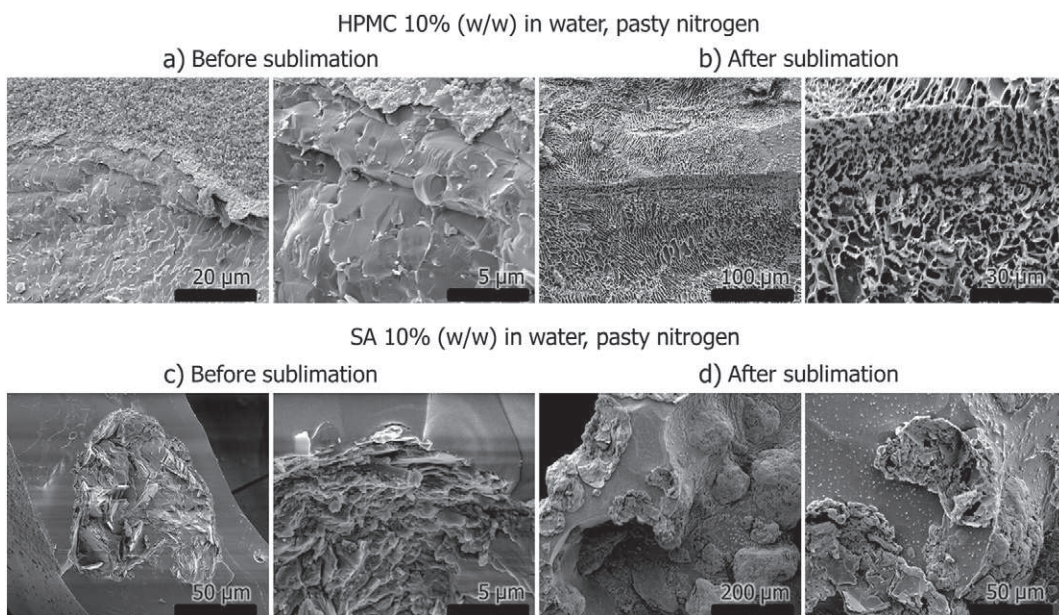 HPMC 10% (w/w) in water, pasty nitrogen
a) Before sublimation
b) After sublimation
20 µm
5 µm
100 µm
30 µm
SA 10% (w/w) in water, pasty nitrogen
c) Before sublimation
d) After sublimation
50 µm
5 µm
200 µm
50 µm